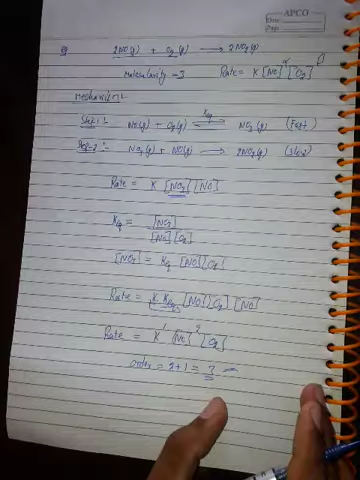 APCO
Date
Page
2NO(g) + O₂(g) ⟶ 2NO₂(g)
Molecularity - 3 Rate = K [NO]^α [O₂]^β
Mechanism:-
Step-1:- NO(g) + O₂(g) ⇌ NO₃(g) (Fast)
Keq
Step-2:- NO₃(g) + NO(g) ⟶ 2NO₂(g) (Slow)
Rate = K [NO₃] [NO]
Keq = [NO₃] / [NO] [O₂]
[NO₃] = Keq [NO] [O₂]
Rate = K.Keq [NO] [O₂] [NO]
Rate = K' [NO]² [O₂]
order = 2+1 = 3